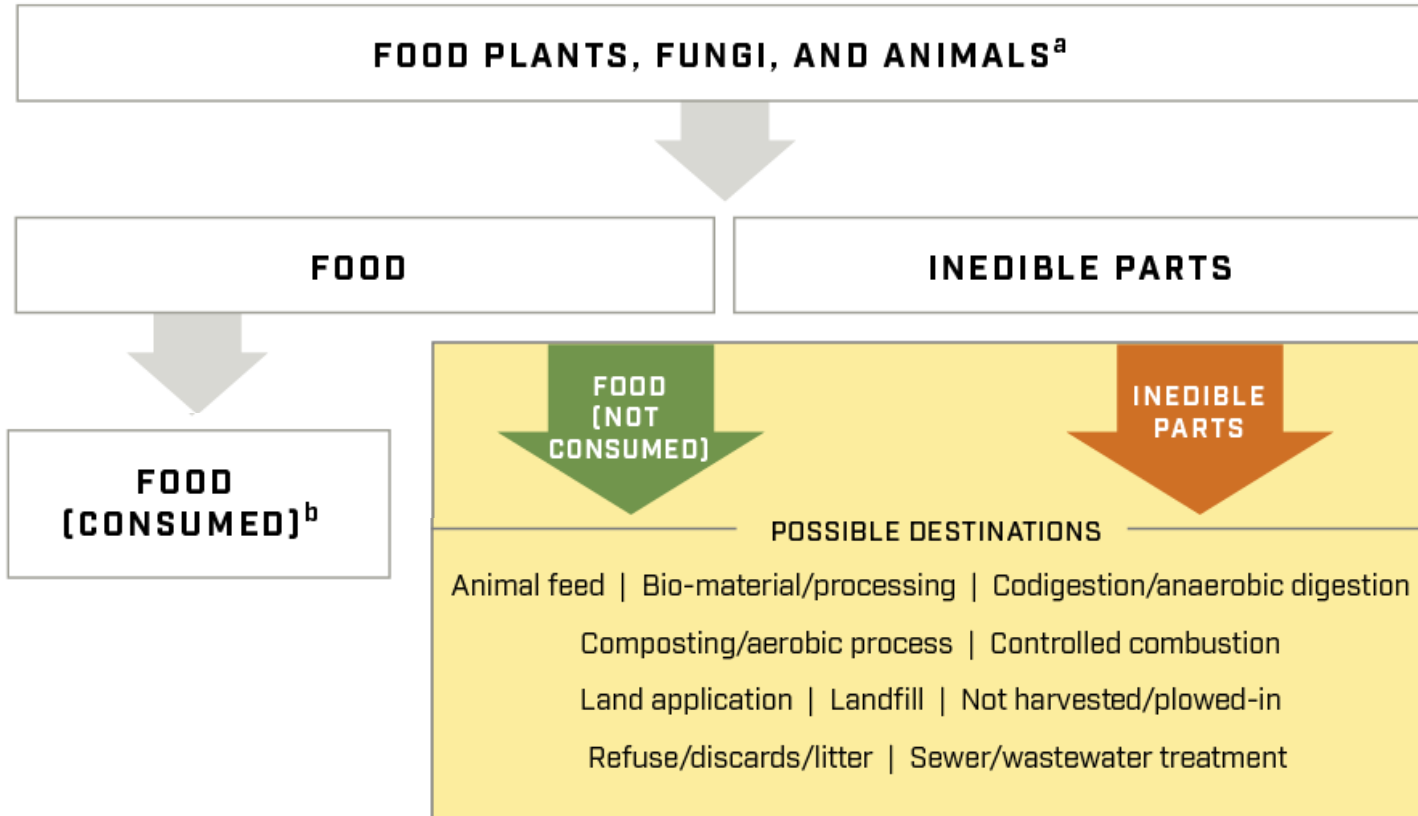 FOOD PLANTS, FUNGI, AND ANIMALSᵃ
FOOD
INEDIBLE PARTS
FOOD
(CONSUMED)ᵇ
FOOD
(NOT
CONSUMED)
INEDIBLE
PARTS
POSSIBLE DESTINATIONS
Animal feed | Bio-material/processing | Codigestion/anaerobic digestion
Composting/aerobic process | Controlled combustion
Land application | Landfill | Not harvested/plowed-in
Refuse/discards/litter | Sewer/wastewater treatment